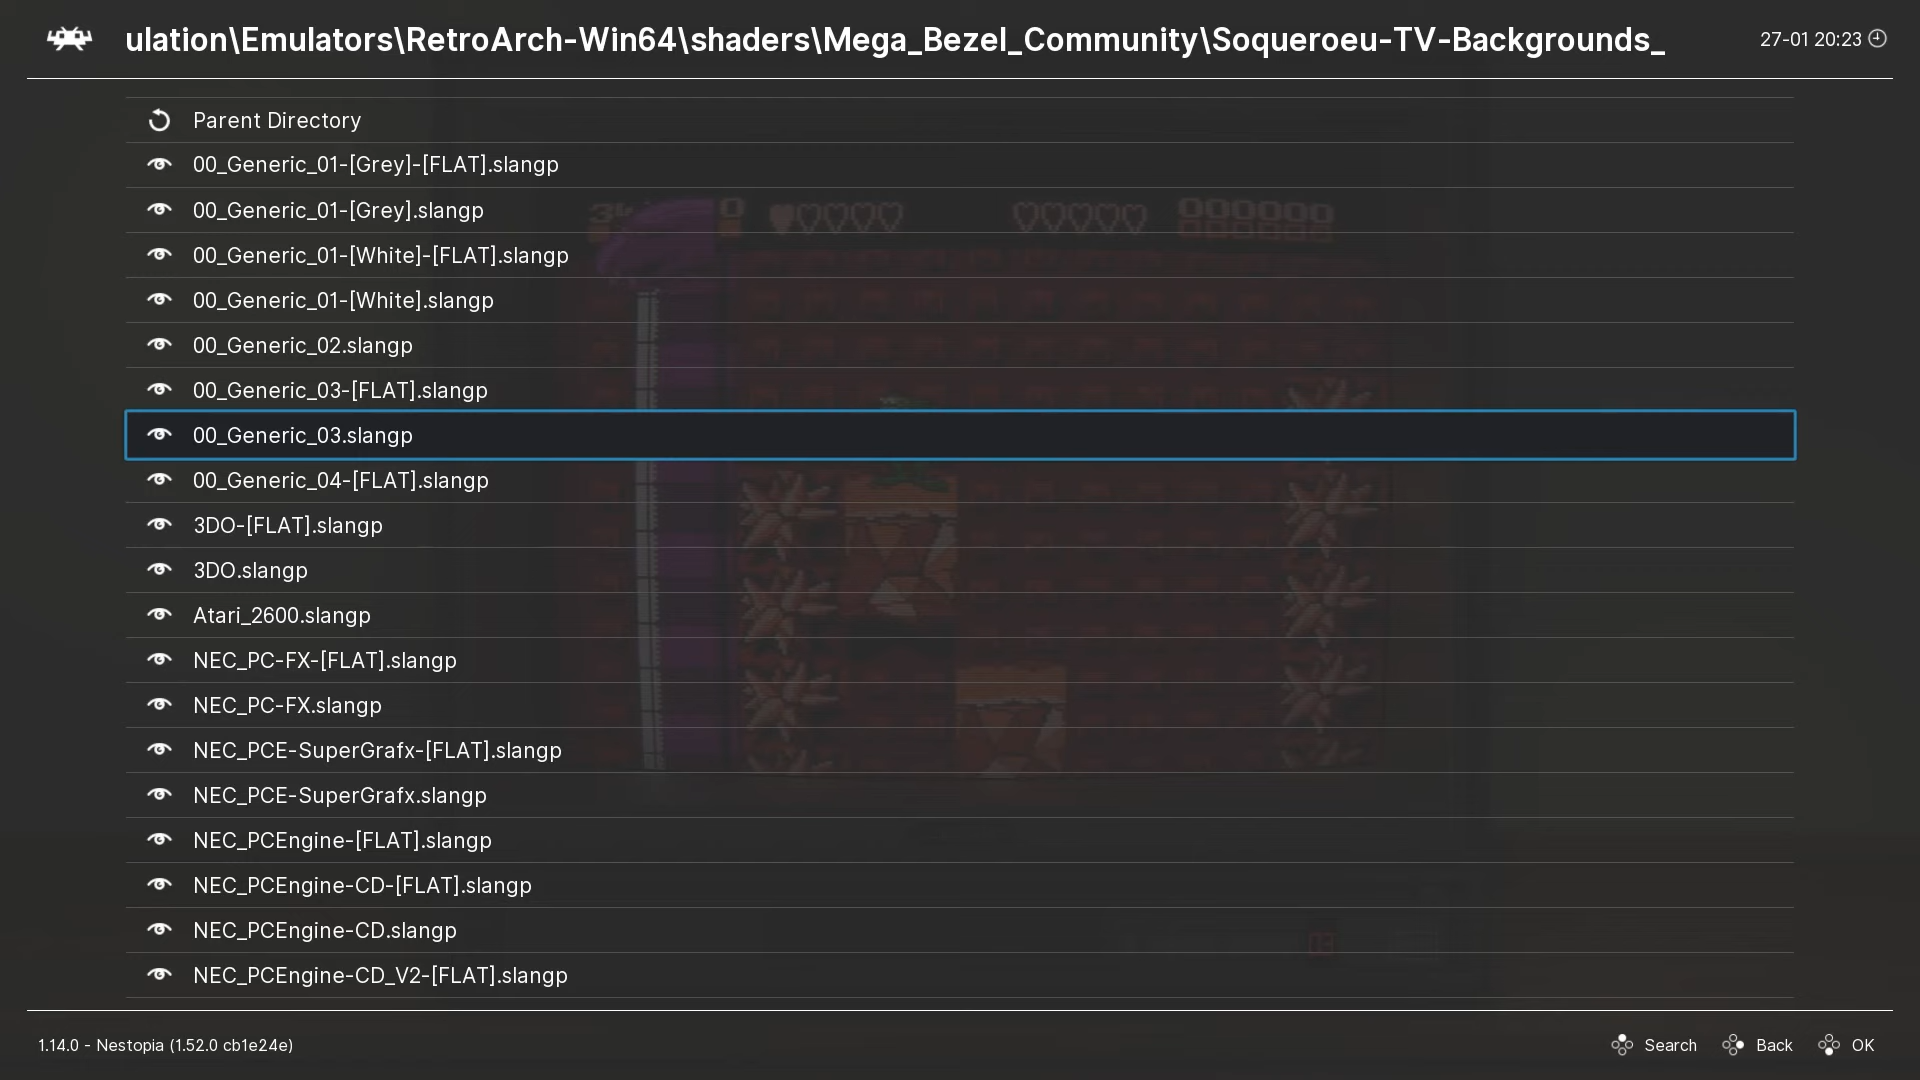 ulation\Emulators\RetroArch-Win64\shaders\Mega_Bezel_Community\Soqueroeu-TV-Backgrounds_
27-01 20:23
Parent Directory
00_Generic_01-[Grey]-[FLAT].slangp
00_Generic_01-[Grey].slangp
00_Generic_01-[White]-[FLAT].slangp
00_Generic_01-[White].slangp
00_Generic_02.slangp
00_Generic_03-[FLAT].slangp
00_Generic_03.slangp
00_Generic_04-[FLAT].slangp
3DO-[FLAT].slangp
3DO.slangp
Atari_2600.slangp
NEC_PC-FX-[FLAT].slangp
NEC_PC-FX.slangp
NEC_PCE-SuperGrafx-[FLAT].slangp
NEC_PCE-SuperGrafx.slangp
NEC_PCEngine-[FLAT].slangp
NEC_PCEngine-CD-[FLAT].slangp
NEC_PCEngine-CD.slangp
NEC_PCEngine-CD_V2-[FLAT].slangp
1.14.0 - Nestopia (1.52.0 cb1e24e)
Search
Back
OK